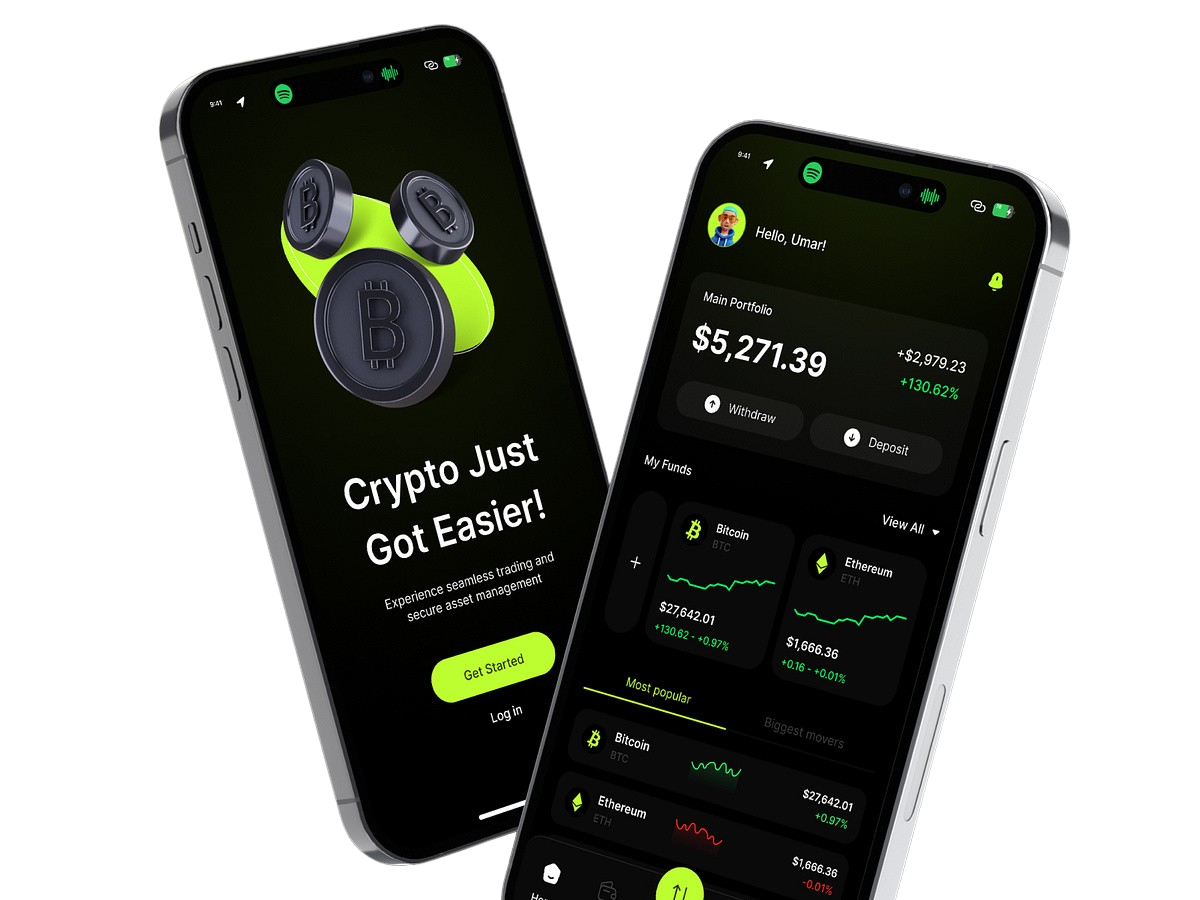 9:41
Crypto Just
Got Easier!
Experience seamless trading and
secure asset management
Get Started
Log in
9:41
Hello, Umar!
Main Portfolio
$5,271.39
+$2,979.23
+130.62%
Withdraw
Deposit
My Funds
View All
+
Bitcoin
BTC
$27,642.01
+130.62 - +0.97%
Ethereum
ETH
$1,666.36
+0.16 - +0.01%
Most popular
Biggest movers
Bitcoin
BTC
$27,642.01
+0.97%
Ethereum
ETH
$1,666.36
-0.01%